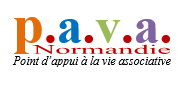 p.a.v.a.
Normandie
Point d'appui à la vie associative